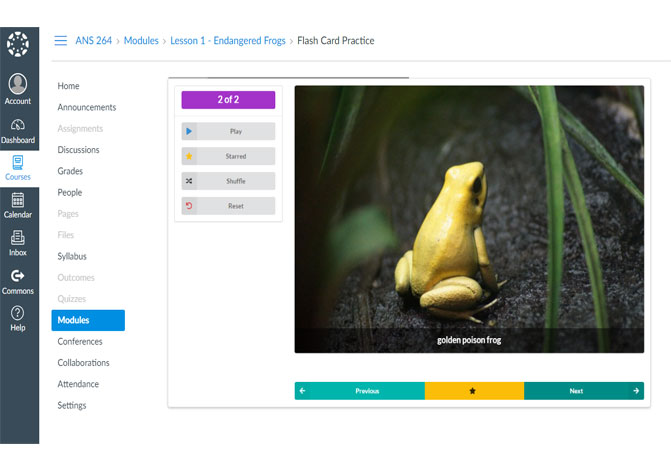 ANS 264 › Modules › Lesson 1 - Endangered Frogs › Flash Card Practice
Account
Dashboard
Courses
Calendar
Inbox
Commons
Help
Home
Announcements
Assignments
Discussions
Grades
People
Pages
Files
Syllabus
Outcomes
Quizzes
Modules
Conferences
Collaborations
Attendance
Settings
2 of 2
Play
Starred
Shuffle
Reset
golden poison frog
Previous
Next